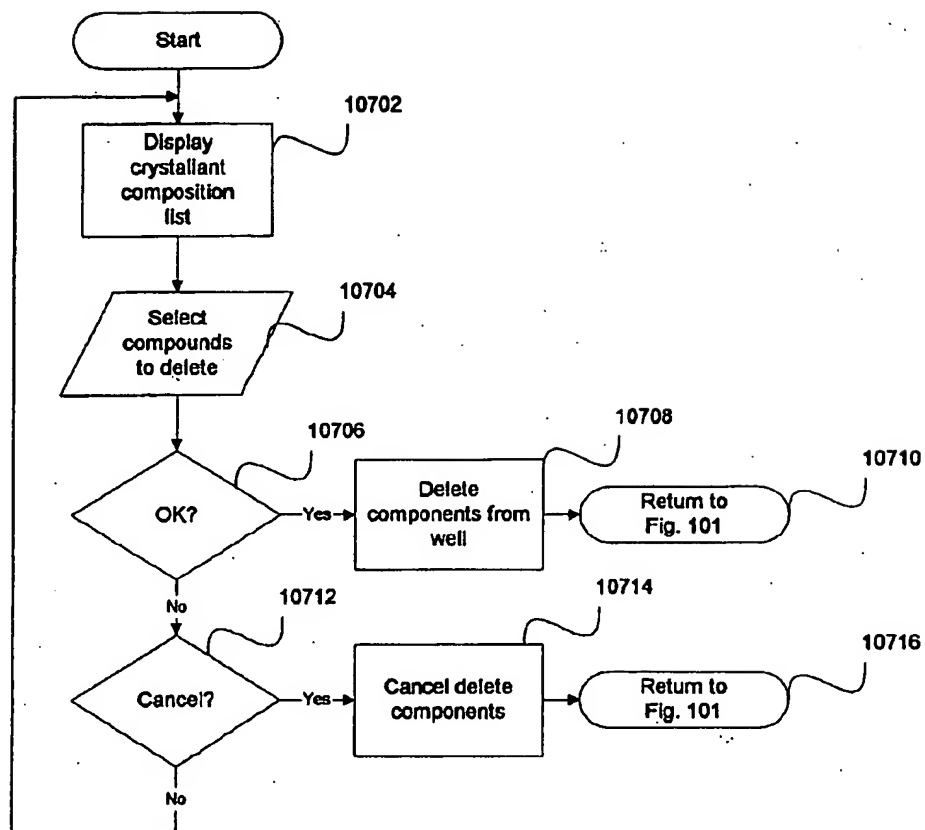 Start
10702
Display
crystallant
composition
list
10704
Select
compounds
to delete
10706
OK?
Yes
10708
Delete
components from
well
10710
Return to
Fig. 101
No
10712
Cancel?
Yes
10714
Cancel delete
components
10716
Return to
Fig. 101
No